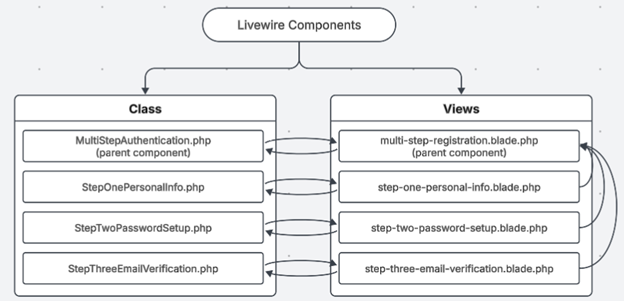 Livewire Components
Class
MultiStepAuthentication.php
(parent component)
StepOnePersonalInfo.php
StepTwoPasswordSetup.php
StepThreeEmailVerification.php
Views
multi-step-registration.blade.php
(parent component)
step-one-personal-info.blade.php
step-two-password-setup.blade.php
step-three-email-verification.blade.php